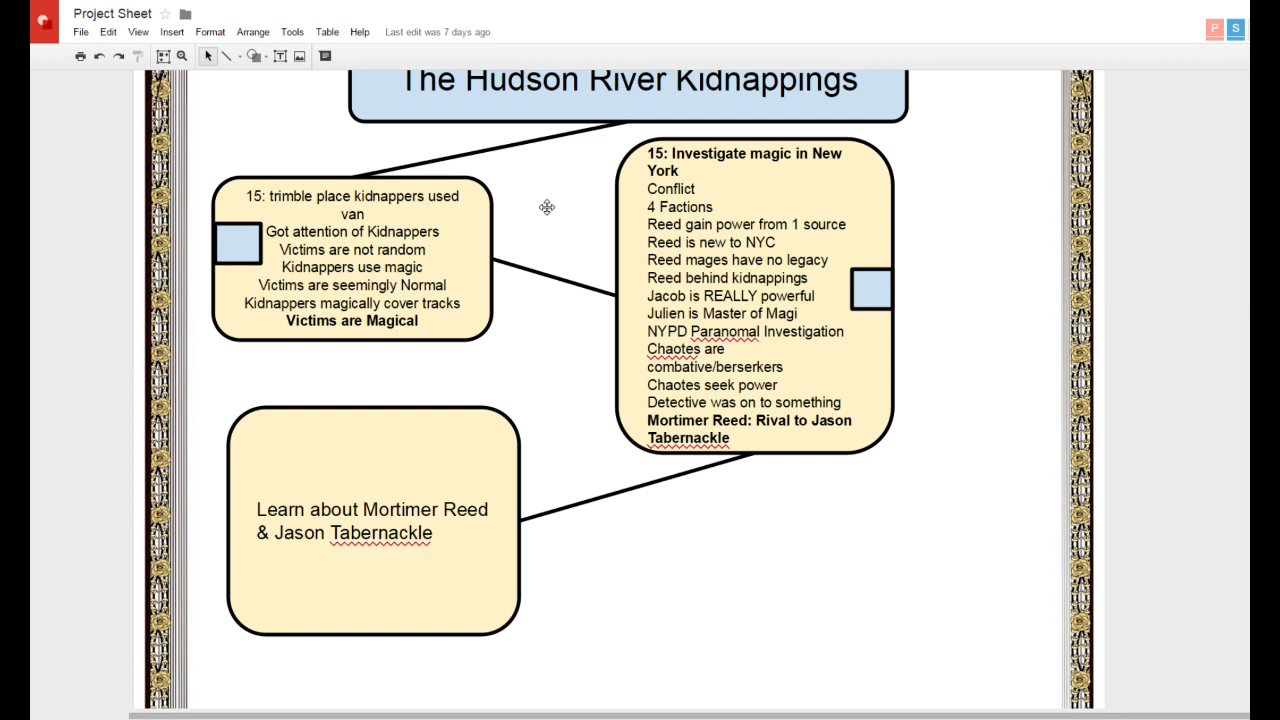 Project Sheet
File Edit View Insert Format Arrange Tools Table Help Last edit was 7 days ago
P S
The Hudson River Kidnappings
15: trimble place kidnappers used
van
Got attention of Kidnappers
Victims are not random
Kidnappers use magic
Victims are seemingly Normal
Kidnappers magically cover tracks
Victims are Magical
15: Investigate magic in New
York
Conflict
4 Factions
Reed gain power from 1 source
Reed is new to NYC
Reed mages have no legacy
Reed behind kidnappings
Jacob is REALLY powerful
Julien is Master of Magi
NYPD Paranomal Investigation
Chaotes are
combative/berserkers
Chaotes seek power
Detective was on to something
Mortimer Reed: Rival to Jason
Tabernackle
Learn about Mortimer Reed
& Jason Tabernackle